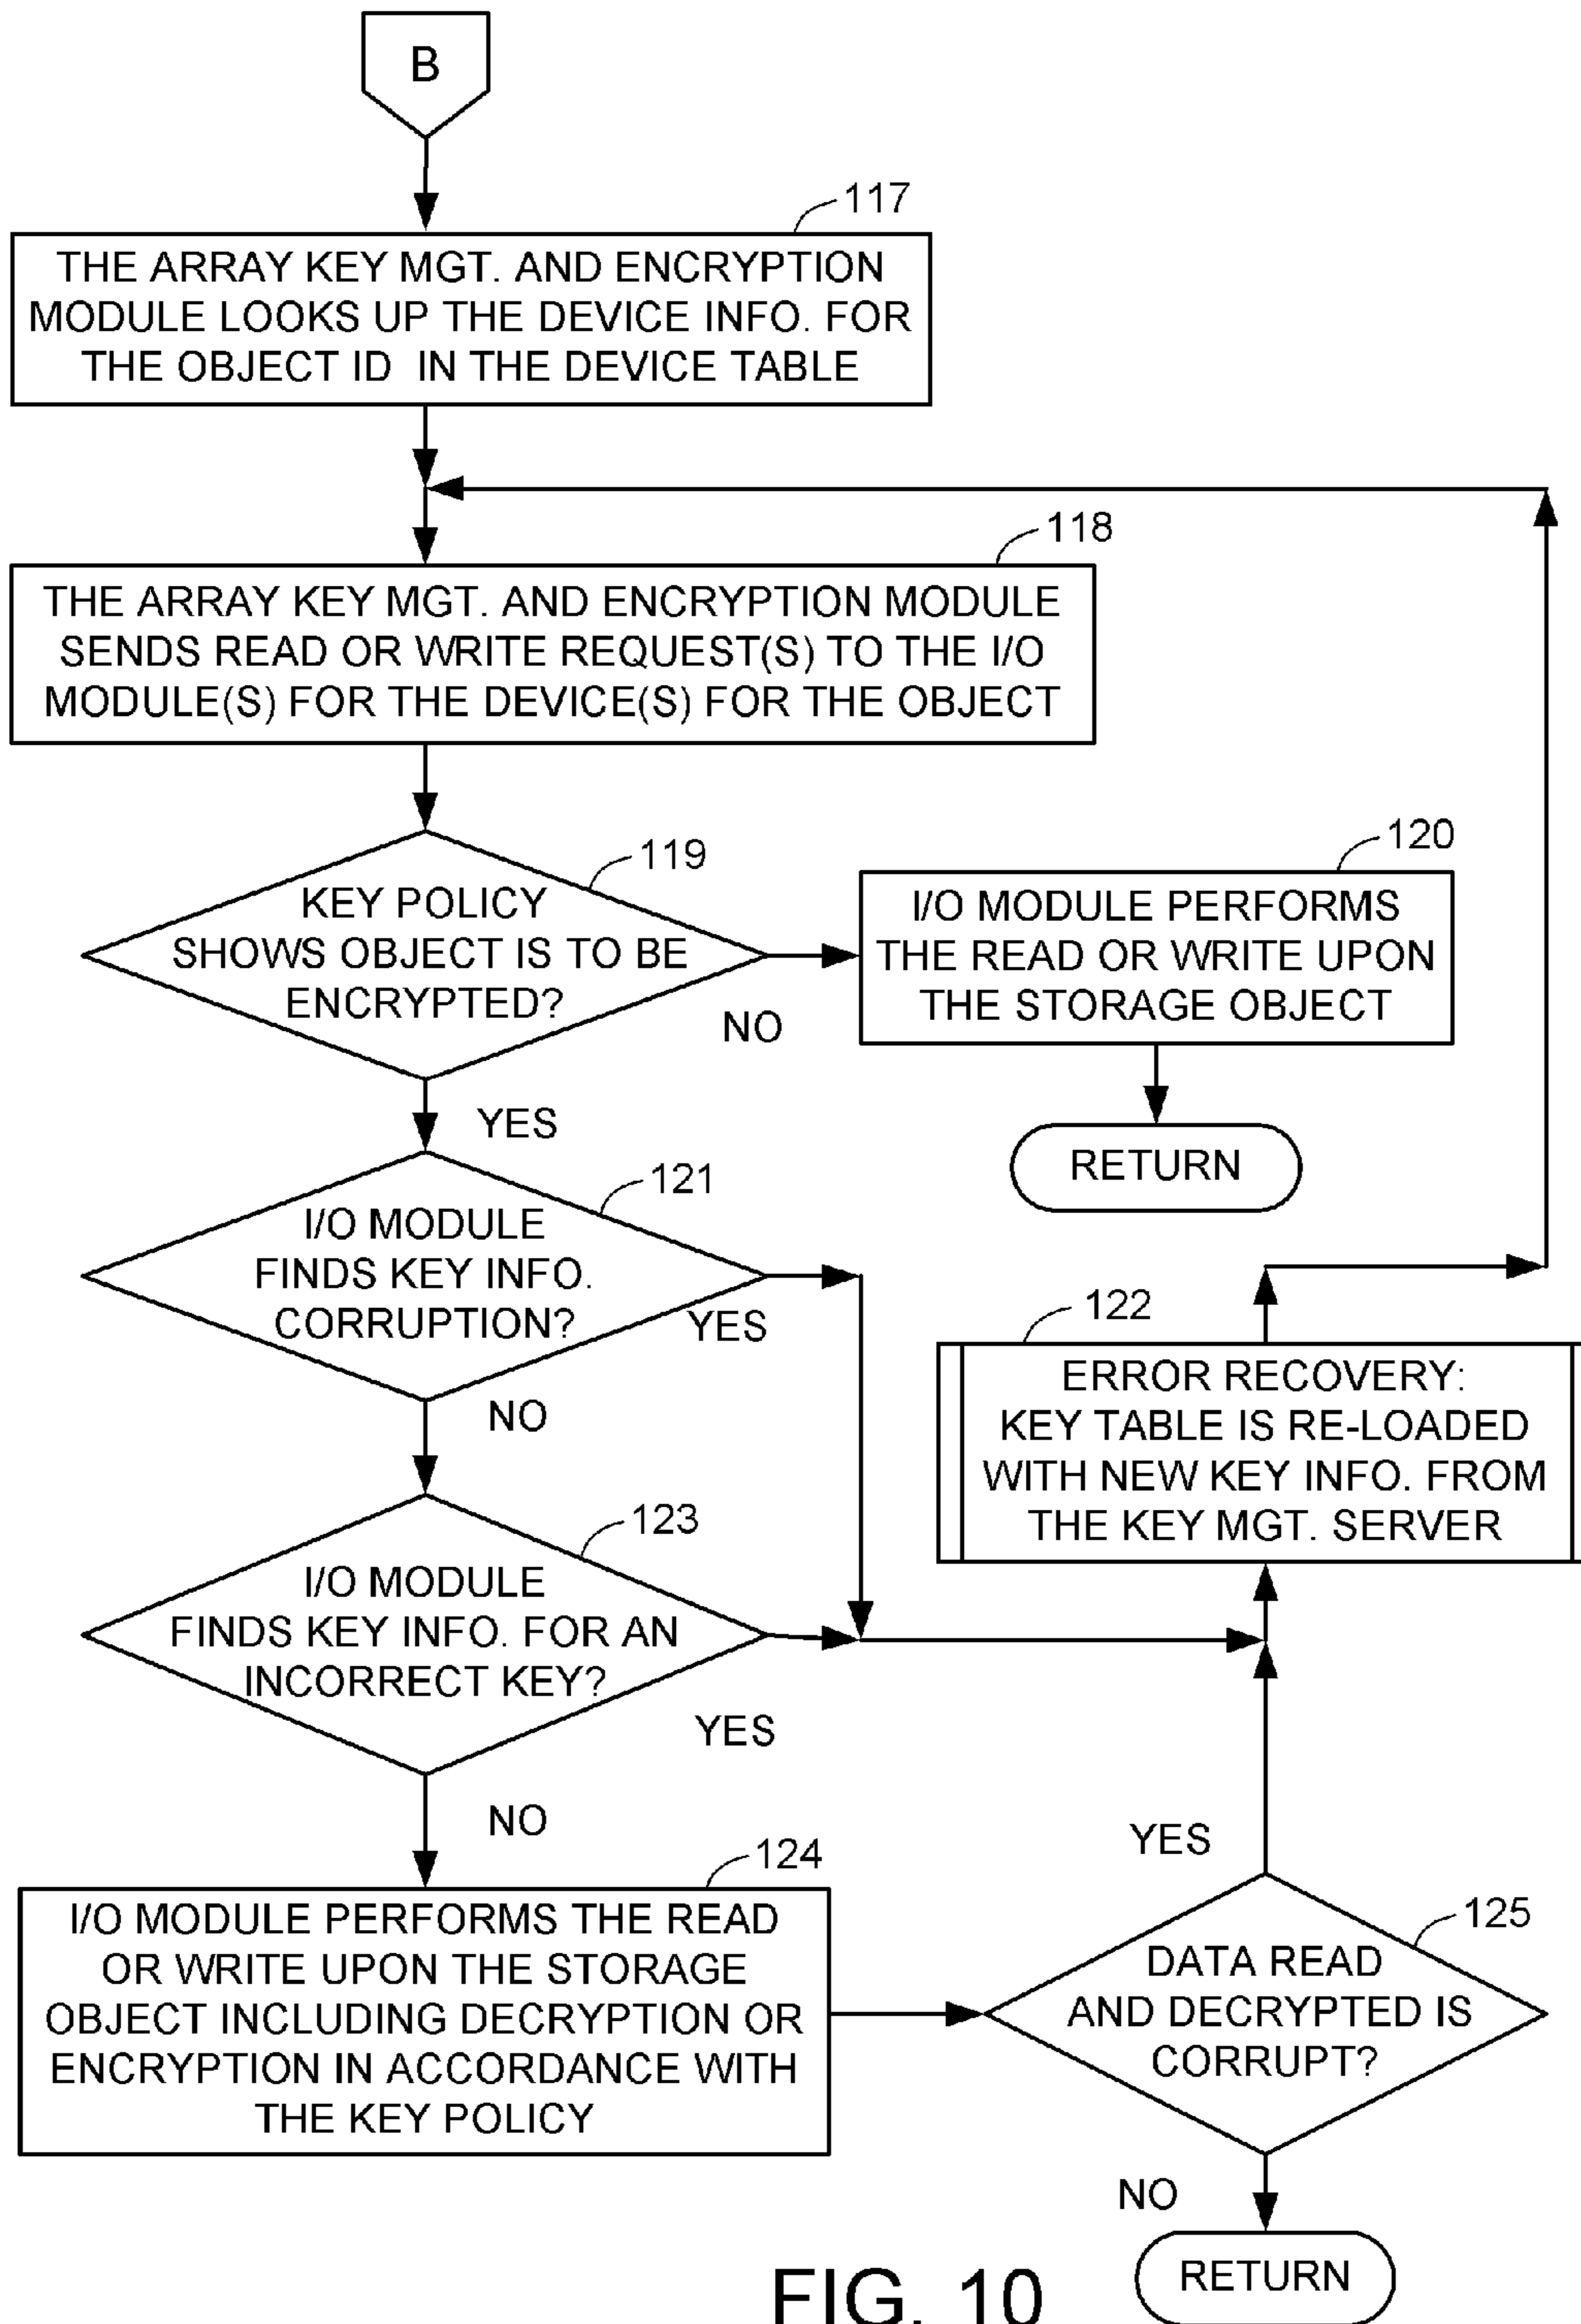 B
117
THE ARRAY KEY MGT. AND ENCRYPTION
MODULE LOOKS UP THE DEVICE INFO. FOR
THE OBJECT ID IN THE DEVICE TABLE
118
THE ARRAY KEY MGT. AND ENCRYPTION MODULE
SENDS READ OR WRITE REQUEST(S) TO THE I/O
MODULE(S) FOR THE DEVICE(S) FOR THE OBJECT
119
KEY POLICY
SHOWS OBJECT IS TO BE
ENCRYPTED?
NO
YES
120
I/O MODULE PERFORMS
THE READ OR WRITE UPON
THE STORAGE OBJECT
RETURN
121
I/O MODULE
FINDS KEY INFO.
CORRUPTION?
YES
NO
122
ERROR RECOVERY:
KEY TABLE IS RE-LOADED
WITH NEW KEY INFO. FROM
THE KEY MGT. SERVER
123
I/O MODULE
FINDS KEY INFO. FOR AN
INCORRECT KEY?
YES
NO
124
I/O MODULE PERFORMS THE READ
OR WRITE UPON THE STORAGE
OBJECT INCLUDING DECRYPTION OR
ENCRYPTION IN ACCORDANCE WITH
THE KEY POLICY
YES
125
DATA READ
AND DECRYPTED IS
CORRUPT?
NO
RETURN
FIG. 10